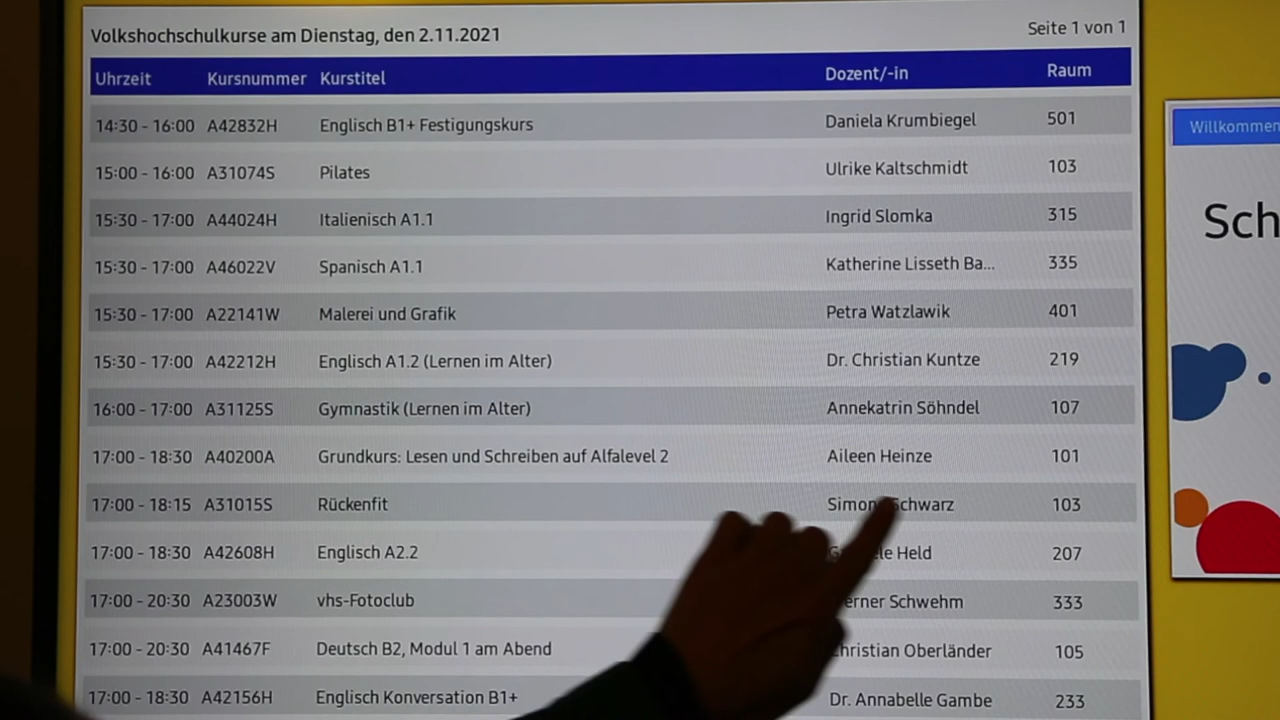 Volkshochschulkurse am Dienstag, den 2.11.2021 Seite 1 von 1
Uhrzeit Kursnummer Kurstitel Dozent/-in Raum
14:30 - 16:00 A42832H Englisch B1+ Festigungskurs Daniela Krumbiegel 501
15:00 - 16:00 A31074S Pilates Ulrike Kaltschmidt 103
15:30 - 17:00 A44024H Italienisch A1.1 Ingrid Slomka 315
15:30 - 17:00 A46022V Spanisch A1.1 Katherine Lisseth Ba... 335
15:30 - 17:00 A22141W Malerei und Grafik Petra Watzlawik 401
15:30 - 17:00 A42212H Englisch A1.2 (Lernen im Alter) Dr. Christian Kuntze 219
16:00 - 17:00 A31125S Gymnastik (Lernen im Alter) Annekatrin Söhndel 107
17:00 - 18:30 A40200A Grundkurs: Lesen und Schreiben auf Alfalevel 2 Aileen Heinze 101
17:00 - 18:15 A31015S Rückenfit Schwarz 103
17:00 - 18:30 A42608H Englisch A2.2 Held 207
17:00 - 20:30 A23003W vhs-Fotoclub Schwehm 333
17:00 - 20:30 A41467F Deutsch B2, Modul 1 am Abend Christian Oberländer 105
17:00 - 18:30 A42156H Englisch Konversation B1+ Dr. Annabelle Gambe 233
Willkommen
Sch